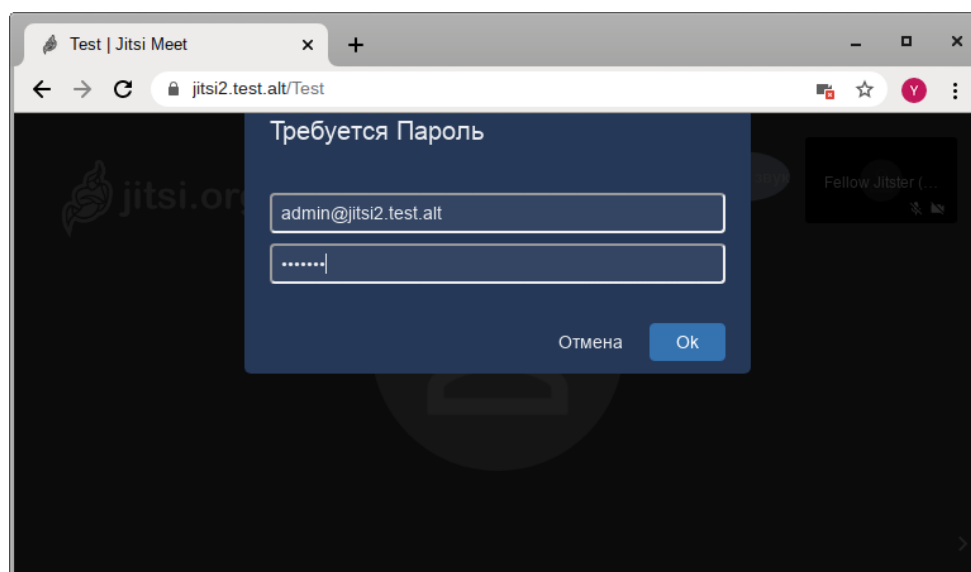 Test | Jitsi Meet
jitsi2.test.alt/Test
Y
Требуется Пароль
jitsi.org
Fellow Jitster (...
admin@jitsi2.test.alt
•••••••
Отмена
Ok